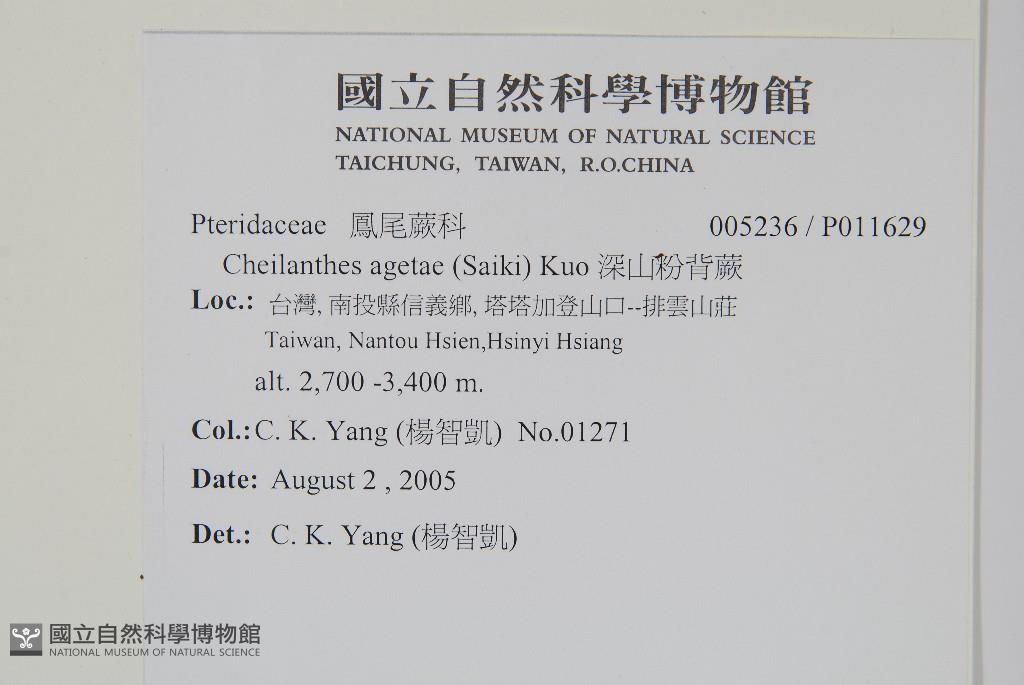 國立自然科學博物館
NATIONAL MUSEUM OF NATURAL SCIENCE
TAICHUNG, TAIWAN, R.O.CHINA
Pteridaceae 鳳尾蕨科 005236 / P011629
Cheilanthes agetae (Saiki) Kuo 深山粉背蕨
Loc.: 台灣, 南投縣信義鄉, 塔塔加登山口--排雲山莊
Taiwan, Nantou Hsien,Hsinyi Hsiang
alt. 2,700 -3,400 m.
Col.: C. K. Yang (楊智凱) No.01271
Date: August 2 , 2005
Det.: C. K. Yang (楊智凱)
國立自然科學博物館
NATIONAL MUSEUM OF NATURAL SCIENCE